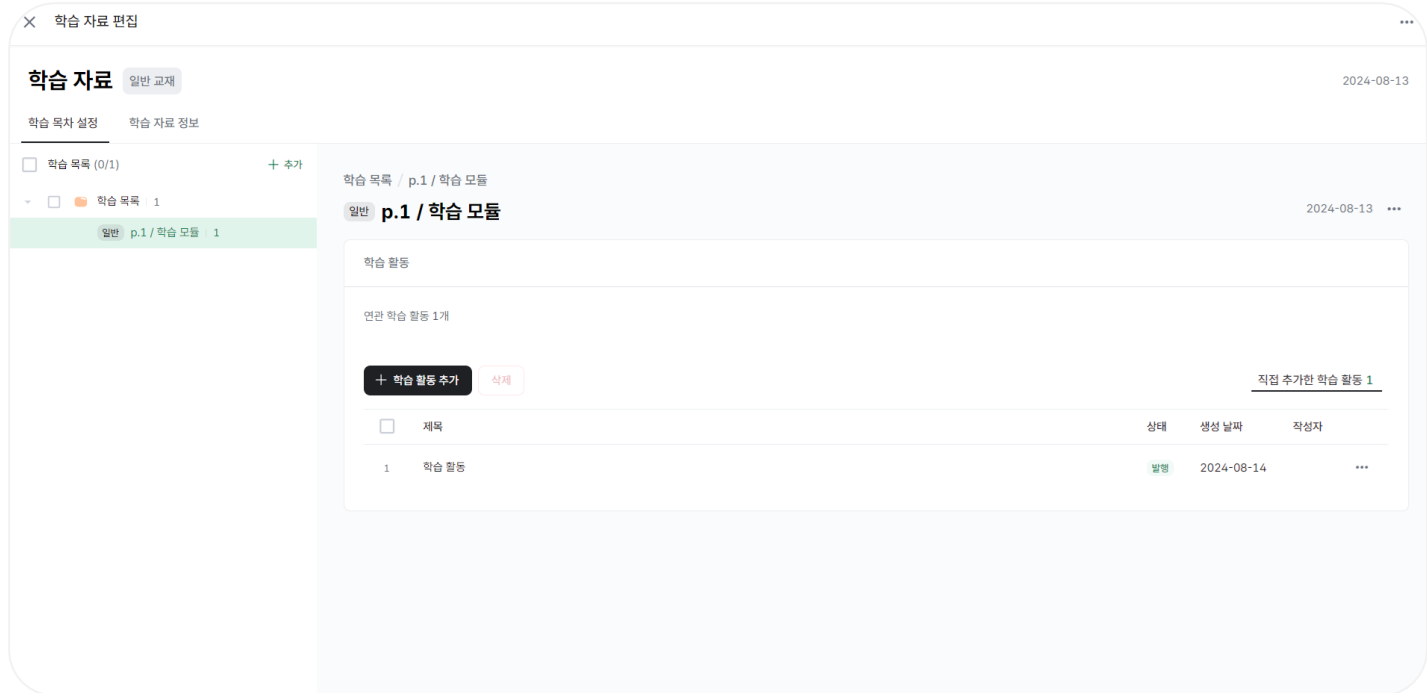 학습 자료 편집
학습 자료 일반 교재 2024-08-13
학습 목차 설정 학습 자료 정보
학습 목록 (0/1) + 추가
학습 목록 1
일반 p.1 / 학습 모듈 1
학습 목록 / p.1 / 학습 모듈
일반 p.1 / 학습 모듈 2024-08-13
학습 활동
연관 학습 활동 1개
+ 학습 활동 추가 삭제 직접 추가한 학습 활동 1
제목 상태 생성 날짜 작성자
1 학습 활동 발행 2024-08-14